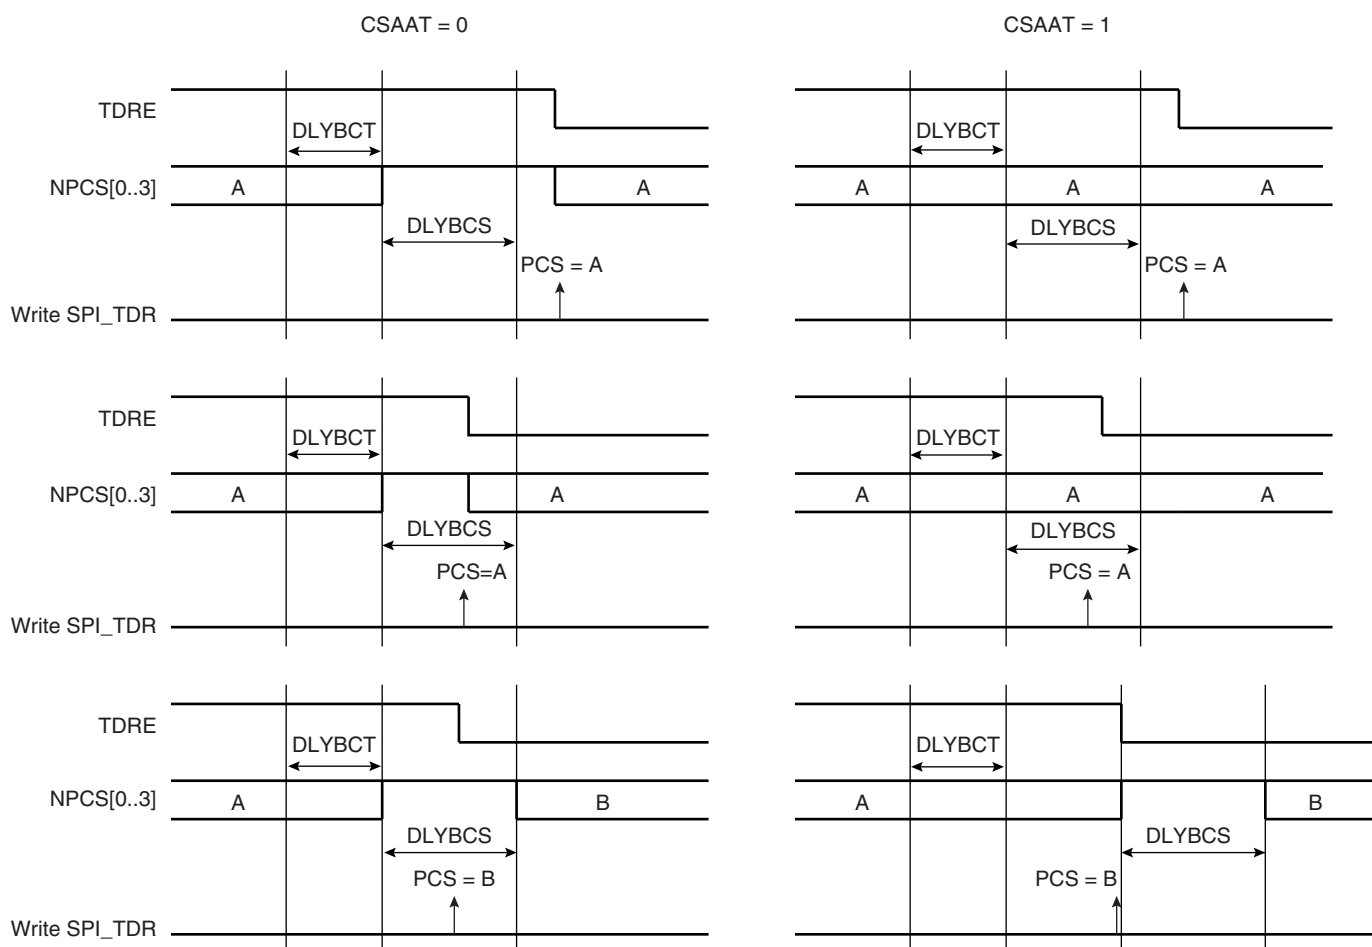 CSAAT = 0 CSAAT = 1
TDRE
DLYBCT DLYBCT
NPCS[0..3] A A A A A
DLYBCS DLYBCS
PCS = A PCS = A
Write SPI_TDR
TDRE
DLYBCT DLYBCT
NPCS[0..3] A A A A A
DLYBCS DLYBCS
PCS=A PCS = A
Write SPI_TDR
TDRE
DLYBCT DLYBCT
NPCS[0..3] A B A B
DLYBCS DLYBCS
PCS = B PCS = B
Write SPI_TDR